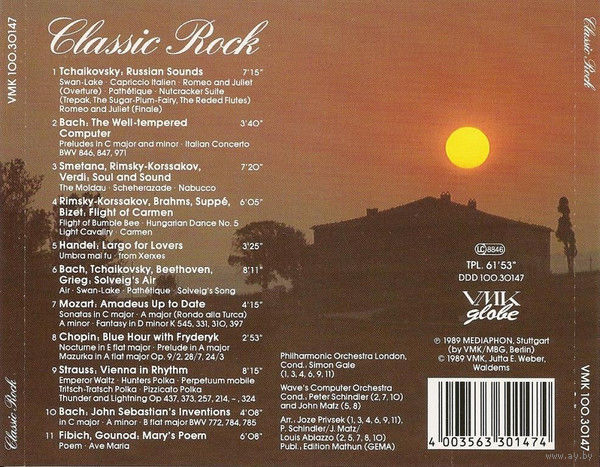 VMK 100.30147
Classic Rock
1 Tchaikovsky: Russian Sounds 7'15"
Swan-Lake · Capriccio Italien · Romeo and Juliet
(Overture) · Pathétique · Nutcracker Suite
(Trepak, The Sugar-Plum-Fairy, The Reded Flutes)
Romeo and Juliet (Finale)
2 Bach: The Well-tempered
Computer 3'40"
Preludes in C major and minor · Italian Concerto
BWV 846, 847, 971
3 Smetana, Rimsky-Korssakov,
Verdi: Soul and Sound 7'20"
The Moldau · Scheherazade · Nabucco
4 Rimsky-Korssakov, Brahms, Suppé,
Bizet: Flight of Carmen 6'05"
Flight of Bumble Bee · Hungarian Dance No. 5
Light Cavalry · Carmen
5 Handel: Largo for Lovers 3'25"
Umbra mai fu · from Xerxes
6 Bach, Tchaikovsky, Beethoven,
Grieg: Solveig's Air 8'11"
Air · Swan-Lake · Pathétique · Solveig's Song
7 Mozart: Amadeus Up to Date 4'15"
Sonatas in C major · A major (Rondo alla Turca)
A minor · Fantasy in D minor K 545, 331, 310, 397
8 Chopin: Blue Hour with Fryderyk 2'53"
Nocturne in E flat major · Prelude in A major
Mazurka in A flat major Op. 9/2, 28/7, 24/3
9 Strauss: Vienna in Rhythm 8'15"
Emperor Waltz · Hunters Polka · Perpetuum mobile
Tritsch-Tratsch Polka · Pizzicato Polka
Thunder and Lightning Op 437, 373, 257, 214, -, 324
10 Bach: John Sebastian's Inventions 4'08"
in C major · A minor · B flat major BWV 772, 784, 785
11 Fibich, Gounod: Mary's Poem 6'08"
Poem · Ave Maria
Philharmonic Orchestra London,
Cond.: Simon Gale
(1, 3, 4, 6, 9, 11)
Wave's Computer Orchestra
Cond.: Peter Schindler (2, 7, 10)
and John Matz (5, 8)
Arr.: Joze Privsek (1, 3, 4, 6, 9, 11),
P. Schindler/J. Matz/
Louis Ablazzo (2, 5, 7, 8, 10)
Publ.: Edition Mathun (GEMA)
LC 8846
TPL. 61'53"
DDD 100.30147
VMK
globe
℗ 1989 MEDIAPHON, Stuttgart
(by VMK/MBG, Berlin)
© 1989 VMK, Jutta E. Weber,
Waldems
4 003563 301474
Classic Rock
Classic Rock
VMK 100.30147
www.ay.by